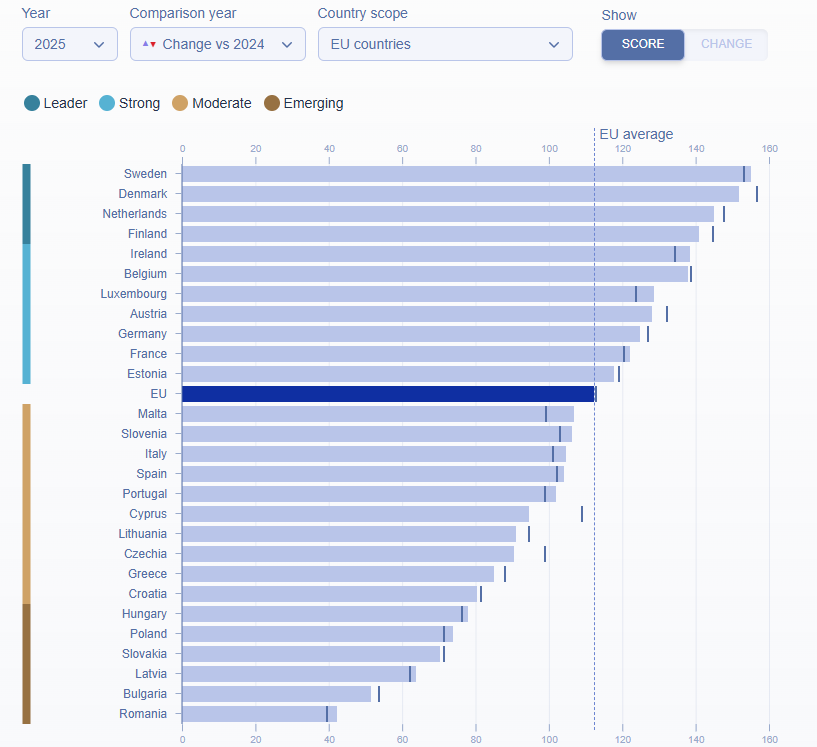 Year
Comparison year
Country scope
Show
2025
Change vs 2024
EU countries
SCORE
CHANGE
Leader
Strong
Moderate
Emerging
EU average
0 20 40 60 80 100 120 140 160
Sweden
Denmark
Netherlands
Finland
Ireland
Belgium
Luxembourg
Austria
Germany
France
Estonia
EU
Malta
Slovenia
Italy
Spain
Portugal
Cyprus
Lithuania
Czechia
Greece
Croatia
Hungary
Poland
Slovakia
Latvia
Bulgaria
Romania
0 20 40 60 80 100 120 140 160